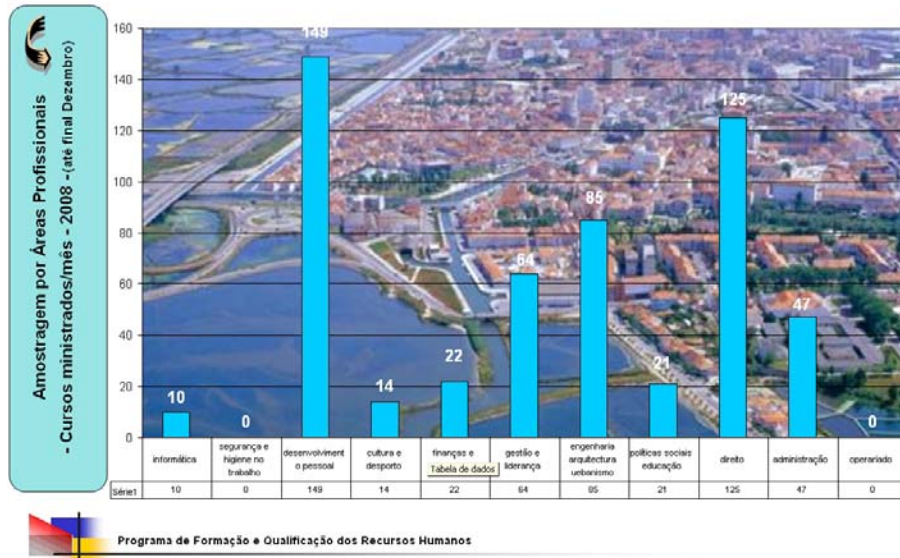 Amostragem por Áreas Profissionais
- Cursos ministrados/mês - 2008 -(até final Dezembro)
160
140
120
100
80
60
40
20
0
10
0
149
14
22
64
85
21
125
47
0
informática
segurança e
higiene no
trabalho
desenvolviment
o pessoal
cultura e
desporto
finanças e
Tabela de dados
gestão e
liderança
engenharia
arquitectura
uebanismo
políticas sociais
educação
direito
administração
operariado
Série1 10 0 149 14 22 64 85 21 125 47 0
Programa de Formação e Qualificação dos Recursos Humanos